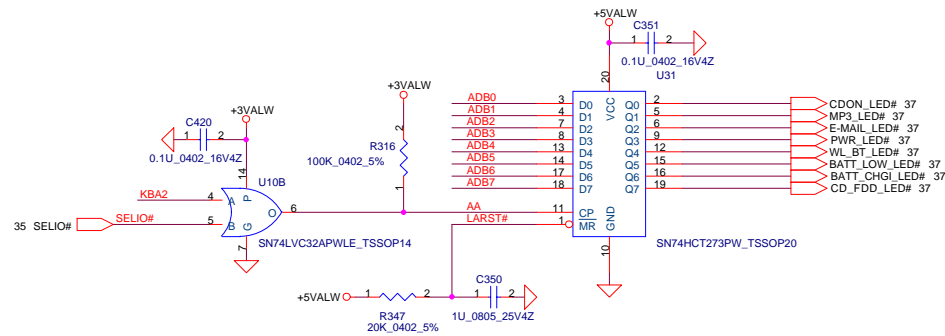 +5VALW
C351
1 2
0.1U_0402_16V4Z
U31
+3VALW
+3VALW
C420
1 2
0.1U_0402_16V4Z
2
R316
100K_0402_5%
1
20
VCC
ADB0 3 D0 Q0 2 CDON_LED# 37
ADB1 4 D1 Q1 5 MP3_LED# 37
ADB2 7 D2 Q2 6 E-MAIL_LED# 37
ADB3 8 D3 Q3 9 PWR_LED# 37
ADB4 13 D4 Q4 12 WL_BT_LED# 37
ADB5 14 D5 Q5 15 BATT_LOW_LED# 37
ADB6 17 D6 Q6 16 BATT_CHGI_LED# 37
ADB7 18 D7 Q7 19 CD_FDD_LED# 37
14
U10B
KBA2 4 A P O 6 AA 11 CP
35 SELIO# SELIO# 5 B G LARST# 1 MR GND
7
SN74LVC32APWLE_TSSOP14
10
SN74HCT273PW_TSSOP20
+5VALW 1 2
R347
20K_0402_5%
C350
1 2
1U_0805_25V4Z